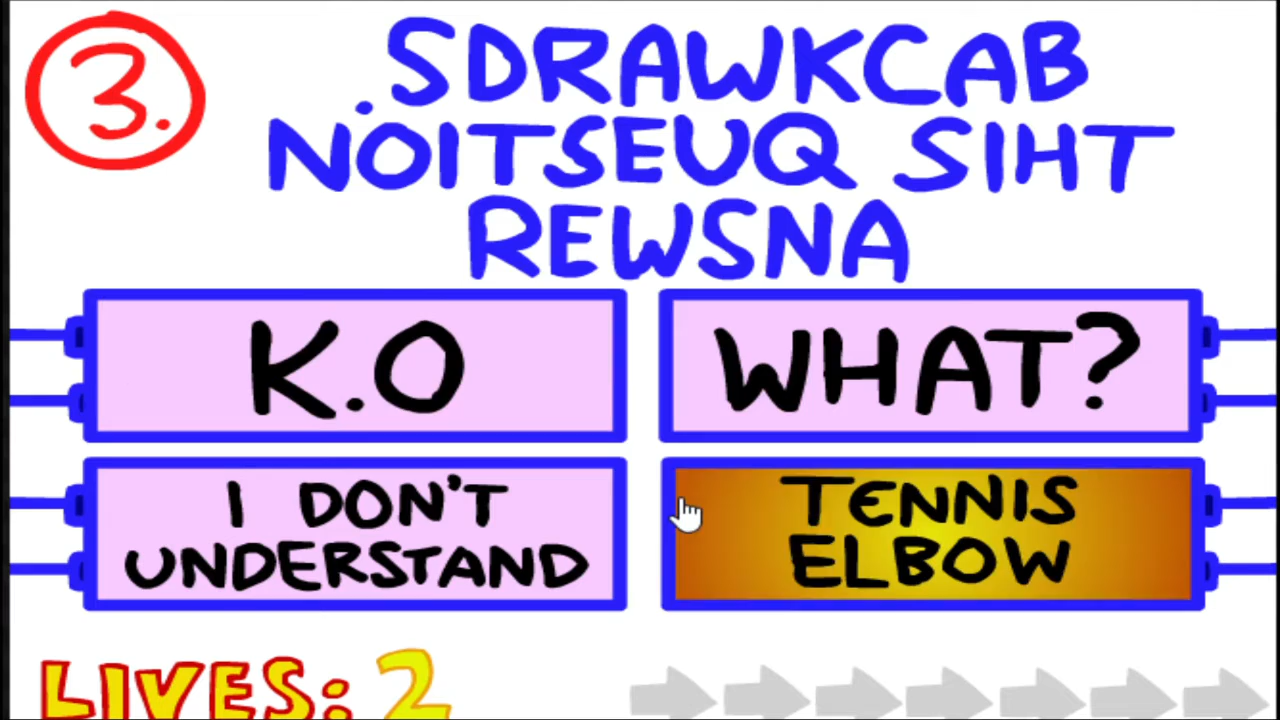 3.
.SDRAWKCAB
NOITSEUQ SIHT
REWSNA
K.O
WHAT?
I DON'T
UNDERSTAND
TENNIS
ELBOW
LIVES: 2